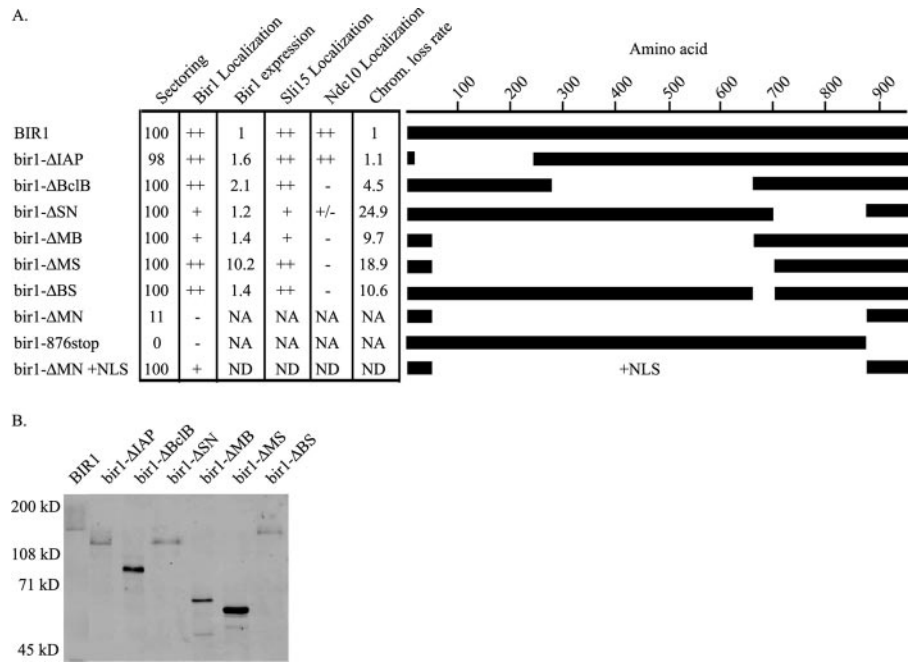 A.
Sectoring
Bir1 Localization
Bir1 expression
Sli15 Localization
Ndc10 Localization
Chrom. loss rate
Amino acid
100 200 300 400 500 600 700 800 900
BIR1 100 ++ 1 ++ ++ 1
bir1-ΔIAP 98 ++ 1.6 ++ ++ 1.1
bir1-ΔBclB 100 ++ 2.1 ++ - 4.5
bir1-ΔSN 100 + 1.2 + +/- 24.9
bir1-ΔMB 100 + 1.4 + - 9.7
bir1-ΔMS 100 ++ 10.2 ++ - 18.9
bir1-ΔBS 100 ++ 1.4 ++ - 10.6
bir1-ΔMN 11 - NA NA NA NA
bir1-876stop 0 - NA NA NA NA
bir1-ΔMN +NLS 100 + ND ND ND ND +NLS
B.
BIR1
bir1-ΔIAP
bir1-ΔBclB
bir1-ΔSN
bir1-ΔMB
bir1-ΔMS
bir1-ΔBS
200 kD
108 kD
71 kD
45 kD